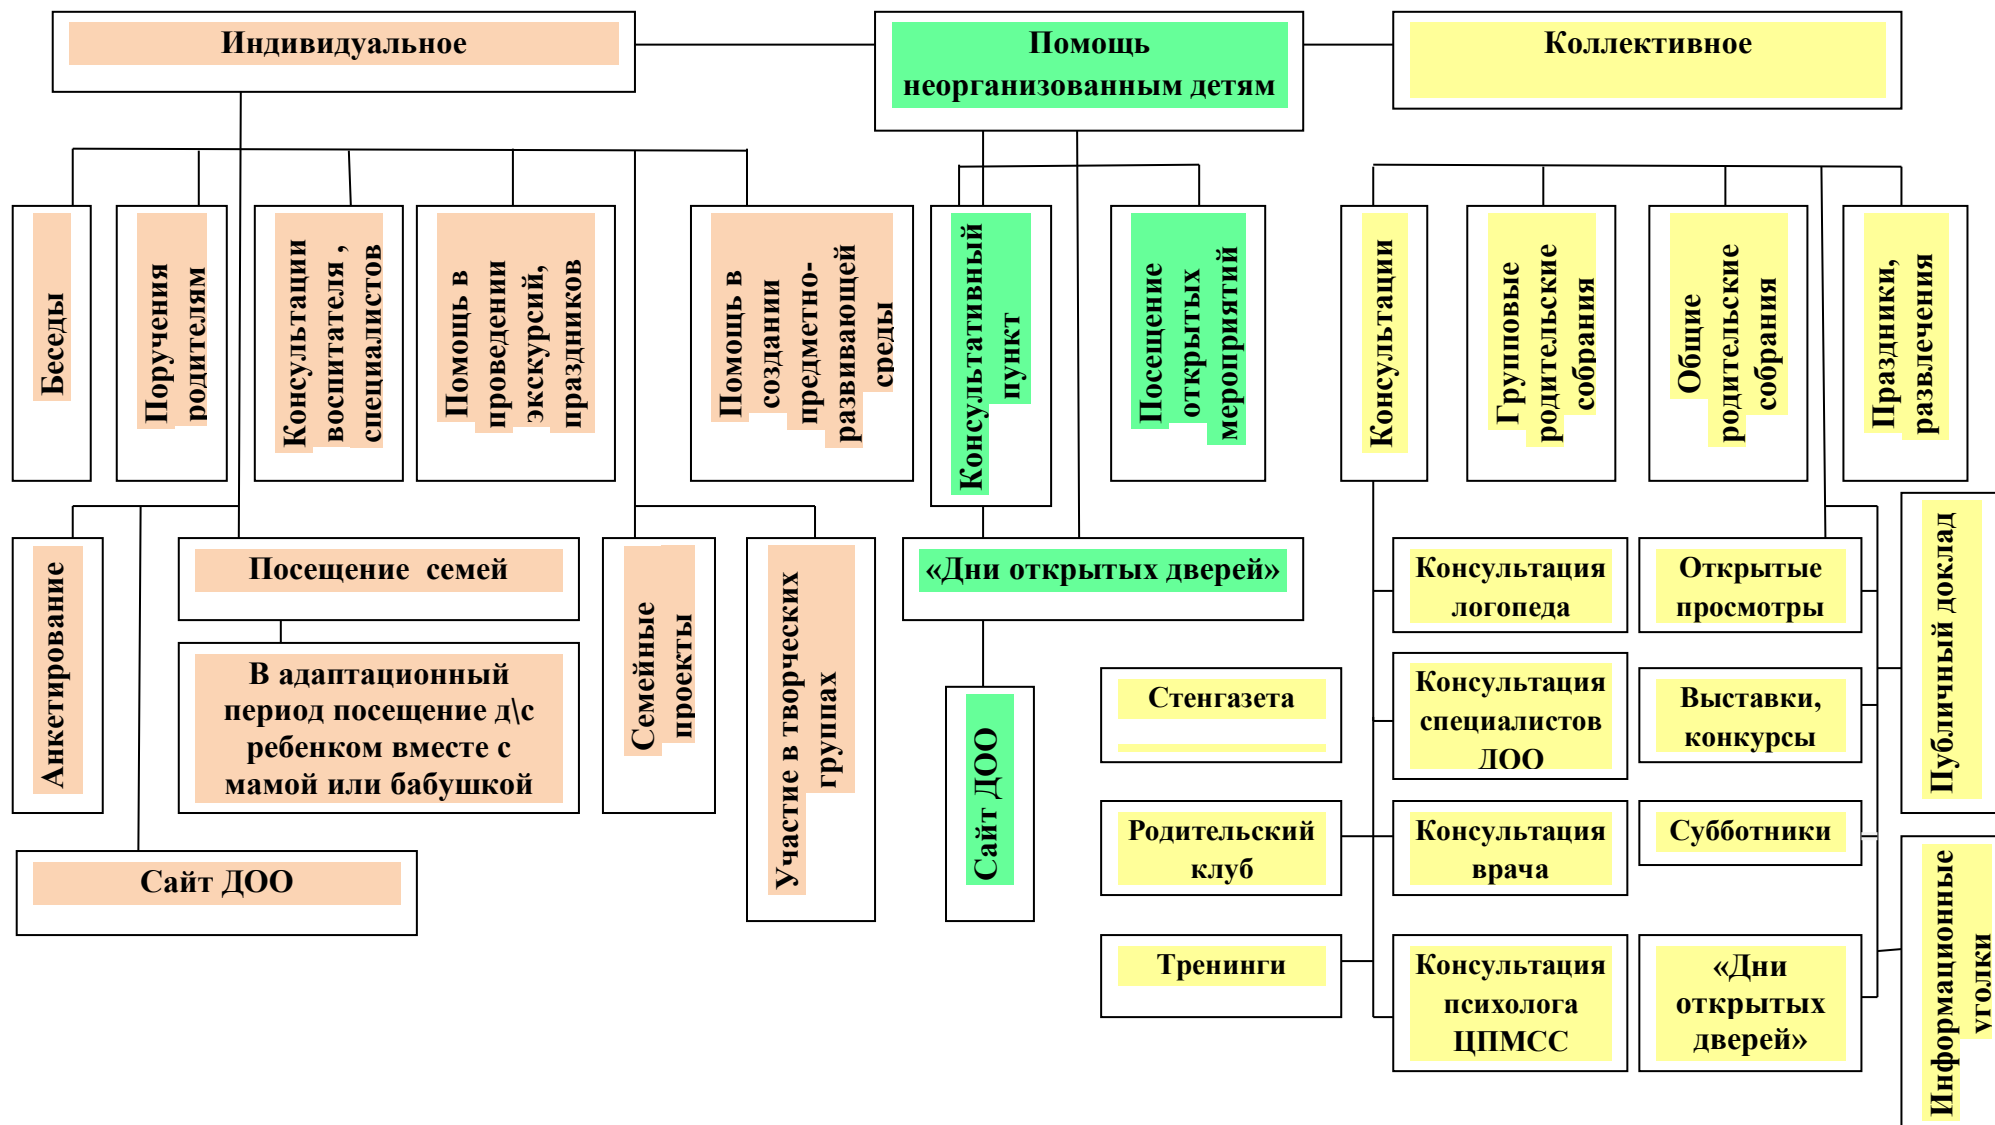 Индивидуальное
Помощь
неорганизованным детям
Коллективное
Беседы
Поручения
родителям
Консультации
воспитателя ,
специалистов
Помощь в
проведении
экскурсий,
праздников
Помощь в
создании
предметно-
развивающей
среды
Консультативный
пункт
Посещение
открытых
мероприятий
Консультации
Групповые
родительские
собрания
Общие
родительские
собрания
Праздники,
развлечения
Анкетирование
Посещение семей
В адаптационный
период посещение д\с
ребенком вместе с
мамой или бабушкой
Сайт ДОО
Семейные
проекты
Участие в творческих
группах
«Дни открытых дверей»
Сайт ДОО
Стенгазета
Родительский
клуб
Тренинги
Консультация
логопеда
Консультация
специалистов
ДОО
Консультация
врача
Консультация
психолога
ЦПМСС
Открытые
просмотры
Выставки,
конкурсы
Субботники
«Дни
открытых
дверей»
Публичный доклад
Информационные
уголки